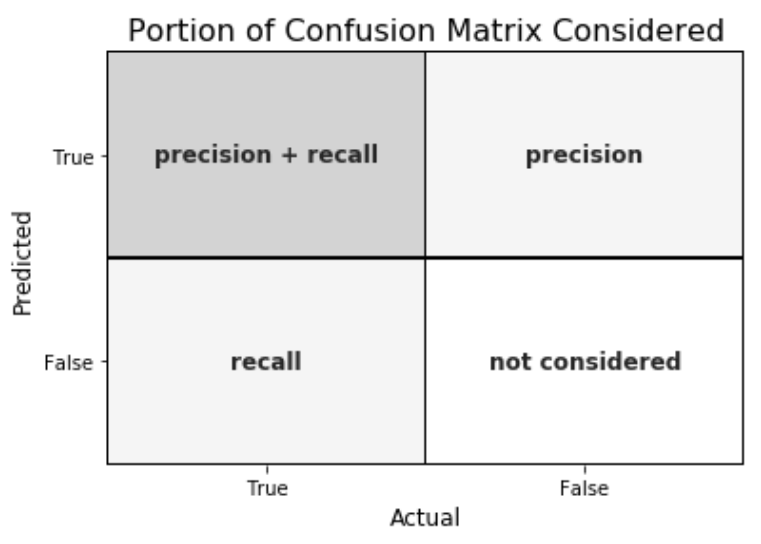 Portion of Confusion Matrix Considered
True
precision + recall
precision
Predicted
False
recall
not considered
True
False
Actual